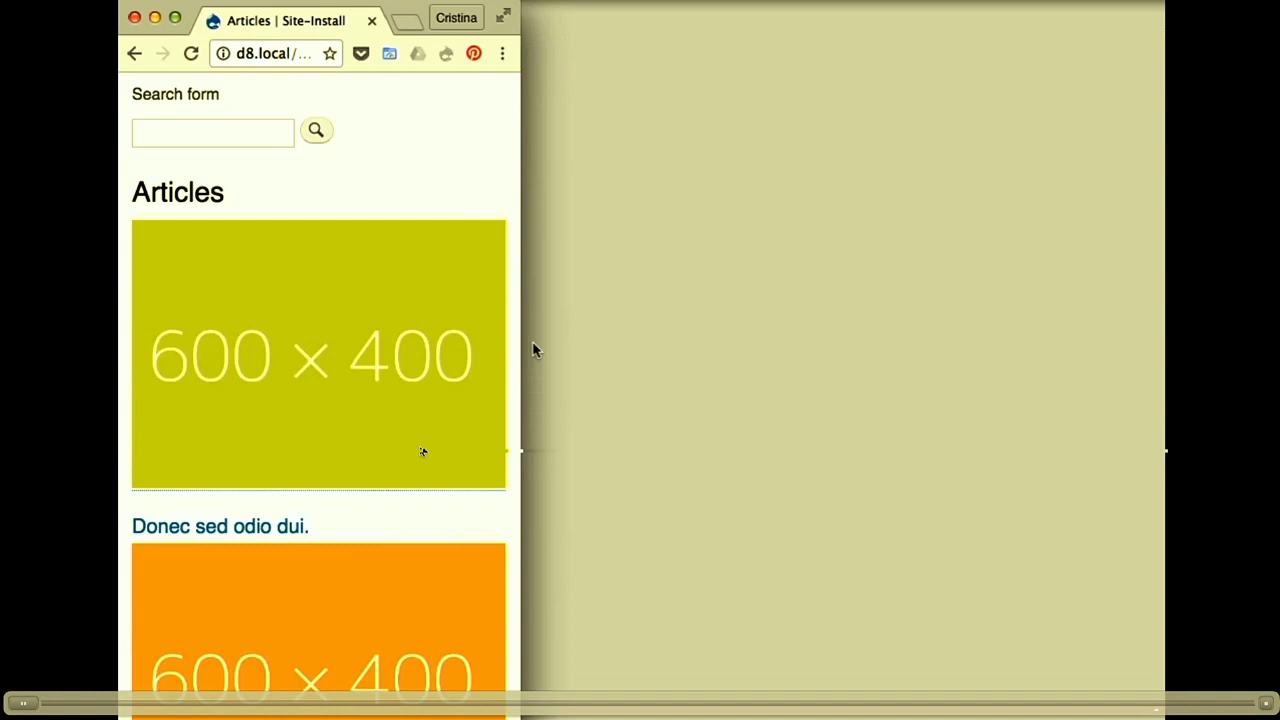 Articles | Site-Install
Cristina
d8.local/...
Search form
Articles
600 × 400
Donec sed odio dui.
600 × 400